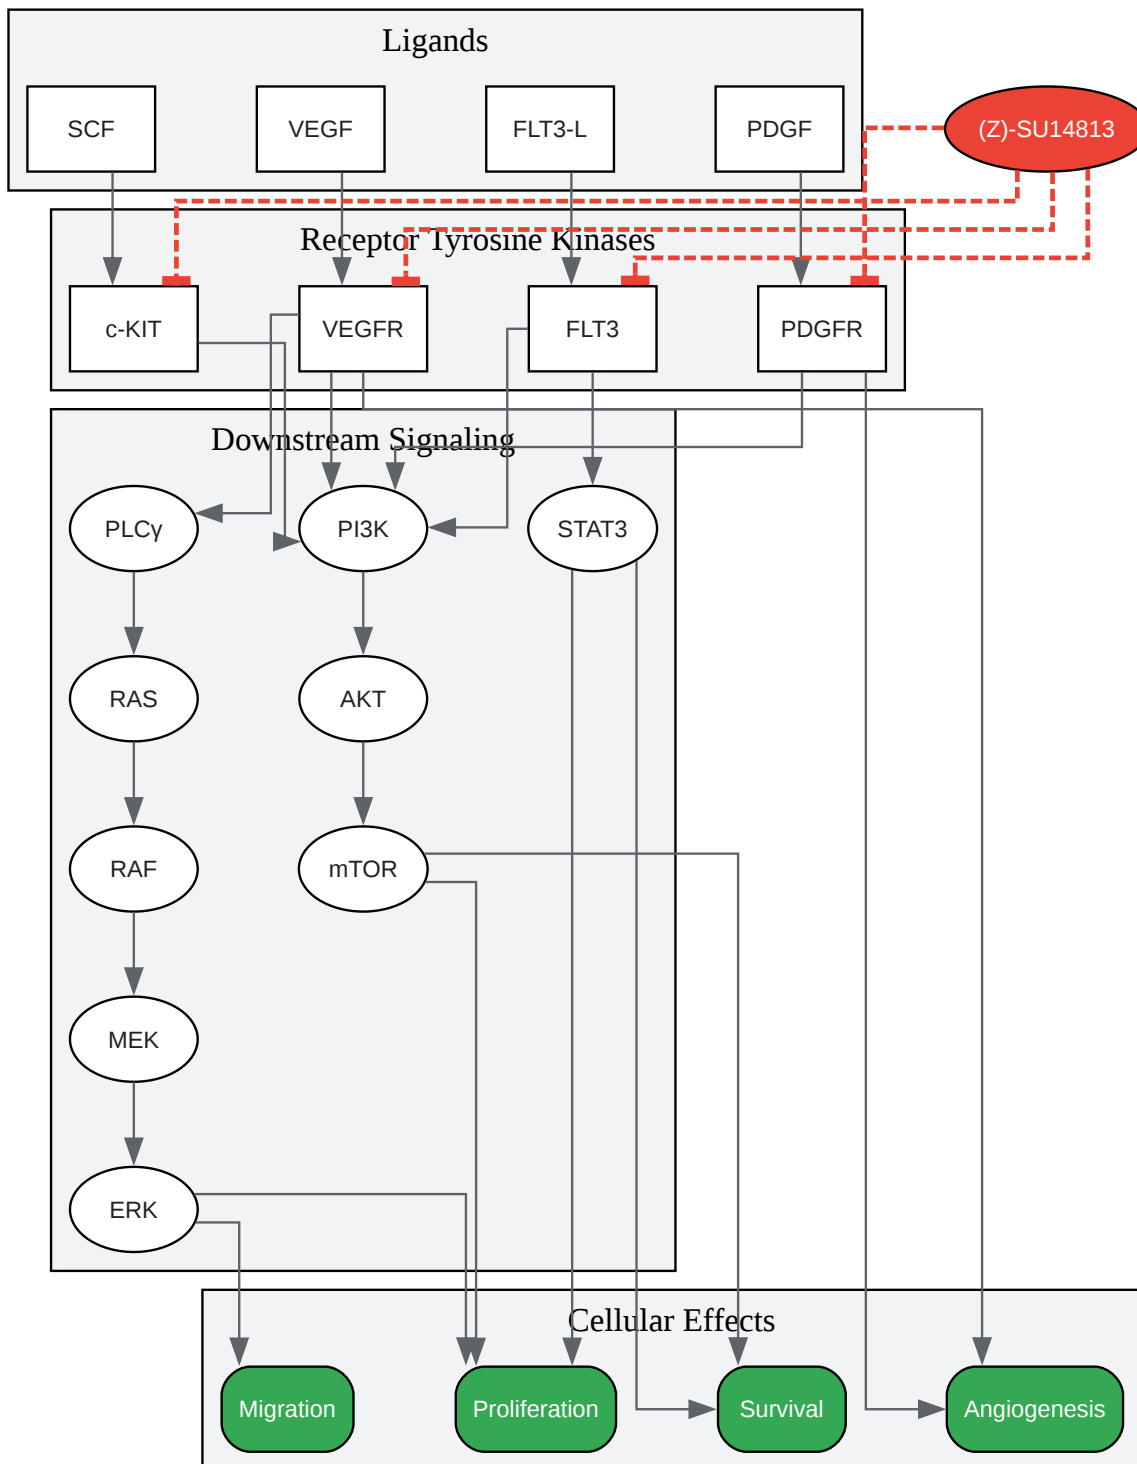 Ligands
SCF
VEGF
FLT3-L
PDGF
(Z)-SU14813
Receptor Tyrosine Kinases
c-KIT
VEGFR
FLT3
PDGFR
Downstream Signaling
PLCγ
PI3K
STAT3
RAS
AKT
RAF
mTOR
MEK
ERK
Cellular Effects
Migration
Proliferation
Survival
Angiogenesis